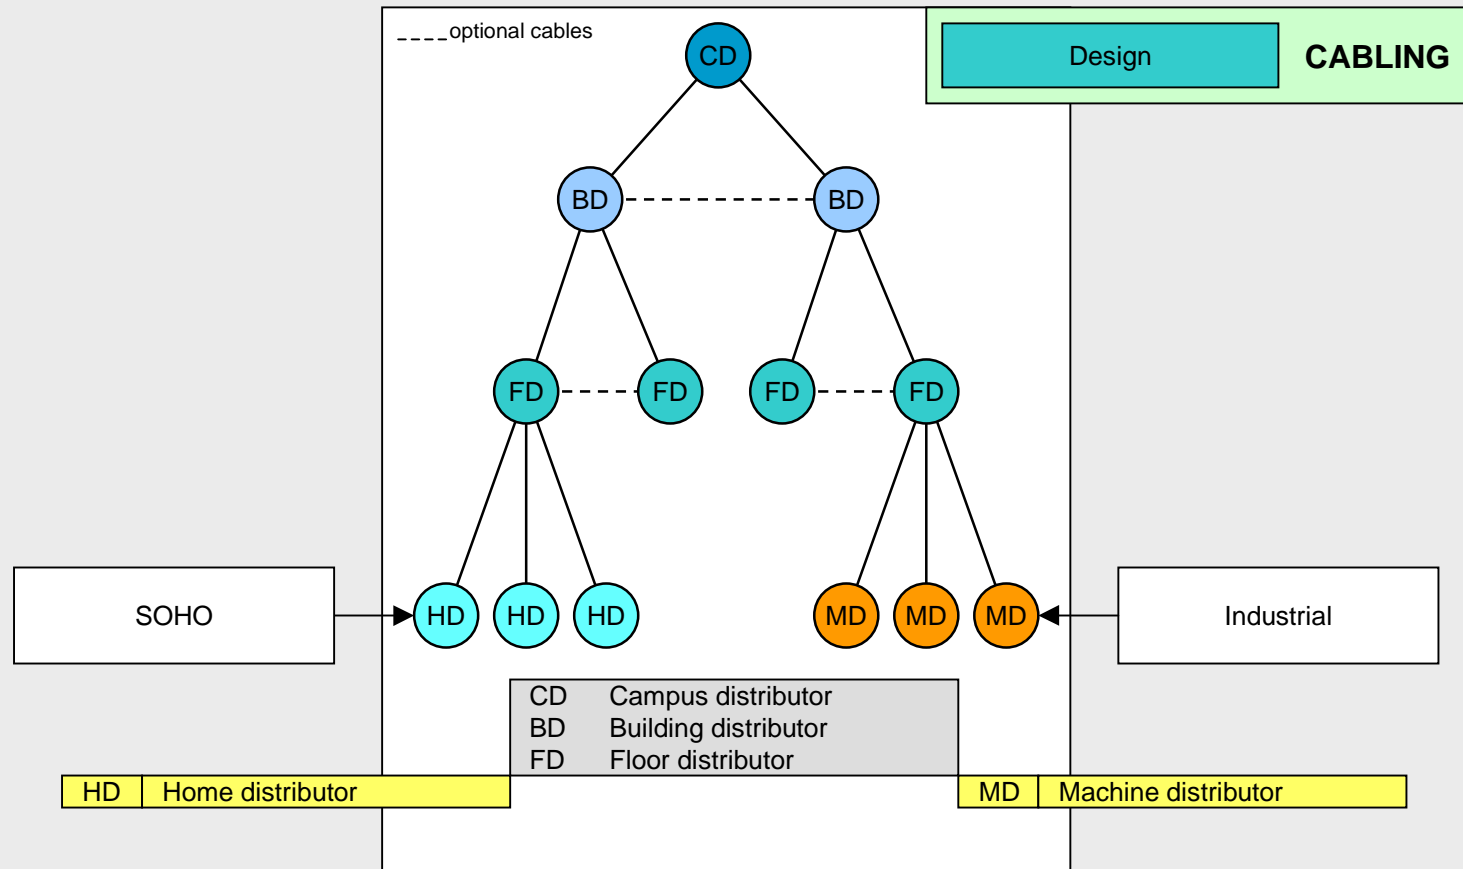 ____optional cables
CD
Design
CABLING
BD BD
FD FD FD FD
SOHO
HD HD HD
MD MD MD
Industrial
CD Campus distributor
BD Building distributor
FD Floor distributor
HD Home distributor
MD Machine distributor